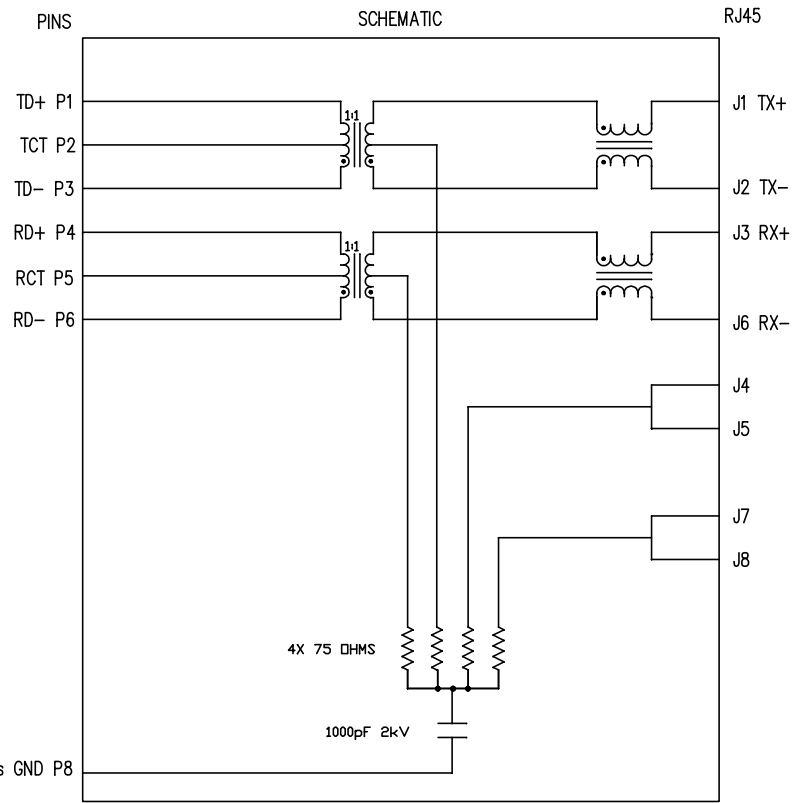 PINS
SCHEMATIC
RJ45
TD+ P1
1:1
J1 TX+
TCT P2
TD- P3
J2 TX-
RD+ P4
1:1
J3 RX+
RCT P5
RD- P6
J6 RX-
J4
J5
J7
J8
4X 75 OHMS
1000pF 2kV
s GND P8